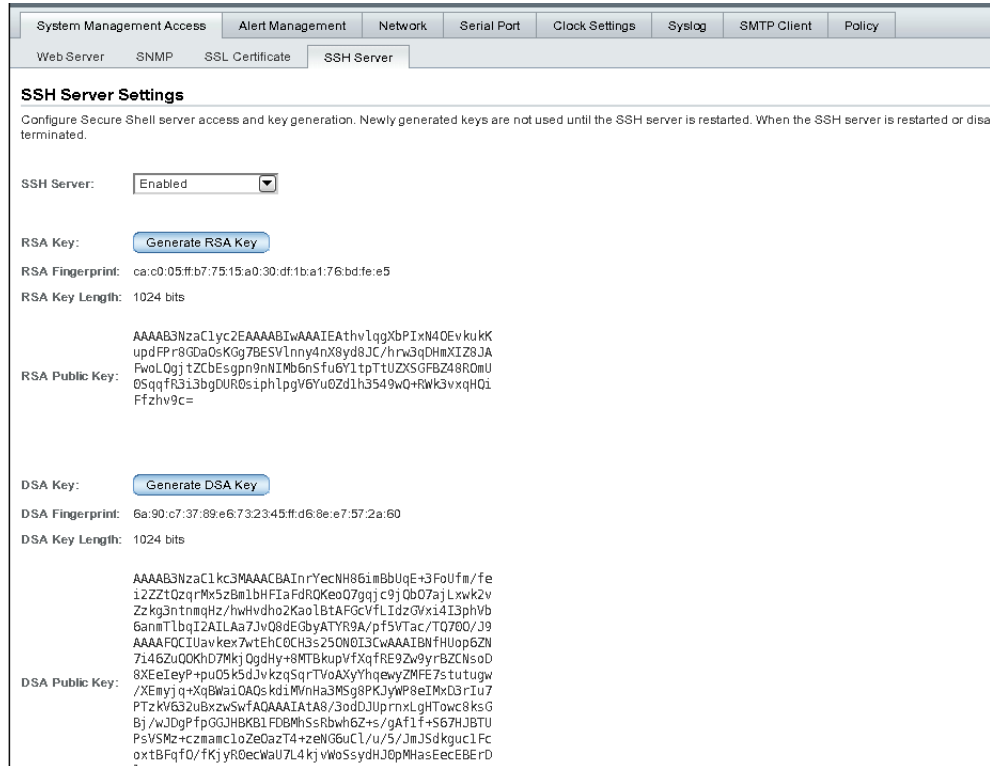 System Management Access Alert Management Network Serial Port Clock Settings Syslog SMTP Client Policy
Web Server SNMP SSL Certificate SSH Server
SSH Server Settings
Configure Secure Shell server access and key generation. Newly generated keys are not used until the SSH server is restarted. When the SSH server is restarted or disa
terminated.
SSH Server: Enabled
RSA Key: Generate RSA Key
RSA Fingerprint: ca:c0:05:ff:b7:75:15:a0:30:df:1b:a1:76:bd:fe:e5
RSA Key Length: 1024 bits
RSA Public Key:
AAAAB3NzaC1yc2EAAAABIwAAAIEAthvlqgXbPIxN4OEvkukK
updFPr8GDaOsKGg7BESVlnny4nX8yd8JC/hrw3qDHmXIZ8JA
FwoLQgjtZCbEsgpn9nNIMb6nSfu6YltpTtUZXSGFBZ48ROmU
0SqqfR3i3bgDUR0siphlpgV6Yu0Zdlh3549wQ+RWk3vxqHQi
Ffzhv9c=
DSA Key: Generate DSA Key
DSA Fingerprint: 6a:90:c7:37:89:e6:73:23:45:ff:d6:8e:e7:57:2a:60
DSA Key Length: 1024 bits
DSA Public Key:
AAAAB3NzaC1kc3MAAACBAInrYecNH86imBbUqE+3FoUfm/fe
i2ZZtQzqrMx5zBmlbHFIaFdRQKeoQ7gqjc9jQbO7ajLxwk2v
Zzkg3ntnmqHz/hwHvdho2KaolBtAFGcVfLIdzGVxi4I3phVb
6anmTlbqI2AILAa7JvQ8dEGbyATYR9A/pf5VTac/TQ70O/J9
AAAAFQCIUavkex7wtEhC0CH3s25ON0I3CwAAAIBNfHUop6ZN
7i46ZuQOKhD7MkjQgdHy+8MTBkupVfXqfRE9Zw9yrBZCNsoD
8XEeIeyP+puO5k5dJvkzqSqrTVoAXyYhqewyZMFE7stutugw
/XEmyjq+XqBWaiOAQskdiMVnHa3MSg8PKJyWP8eIMxD3rIu7
PTzkV632uBxzwSwfAQAAAIAtA8/3odDJUprnxLgHTowc8ksG
Bj/wJDgPfpGGJHBKBlFDBMhSsRbwh6Z+s/gAflf+S67HJBTU
PsVSMz+czmamcloZeOazT4+zeNG6uCl/u/5/JmJSdkguclFc
oxtBFqfO/fKjyR0ecWaU7L4kjvWoSsydHJ0pMHasEecEBErD